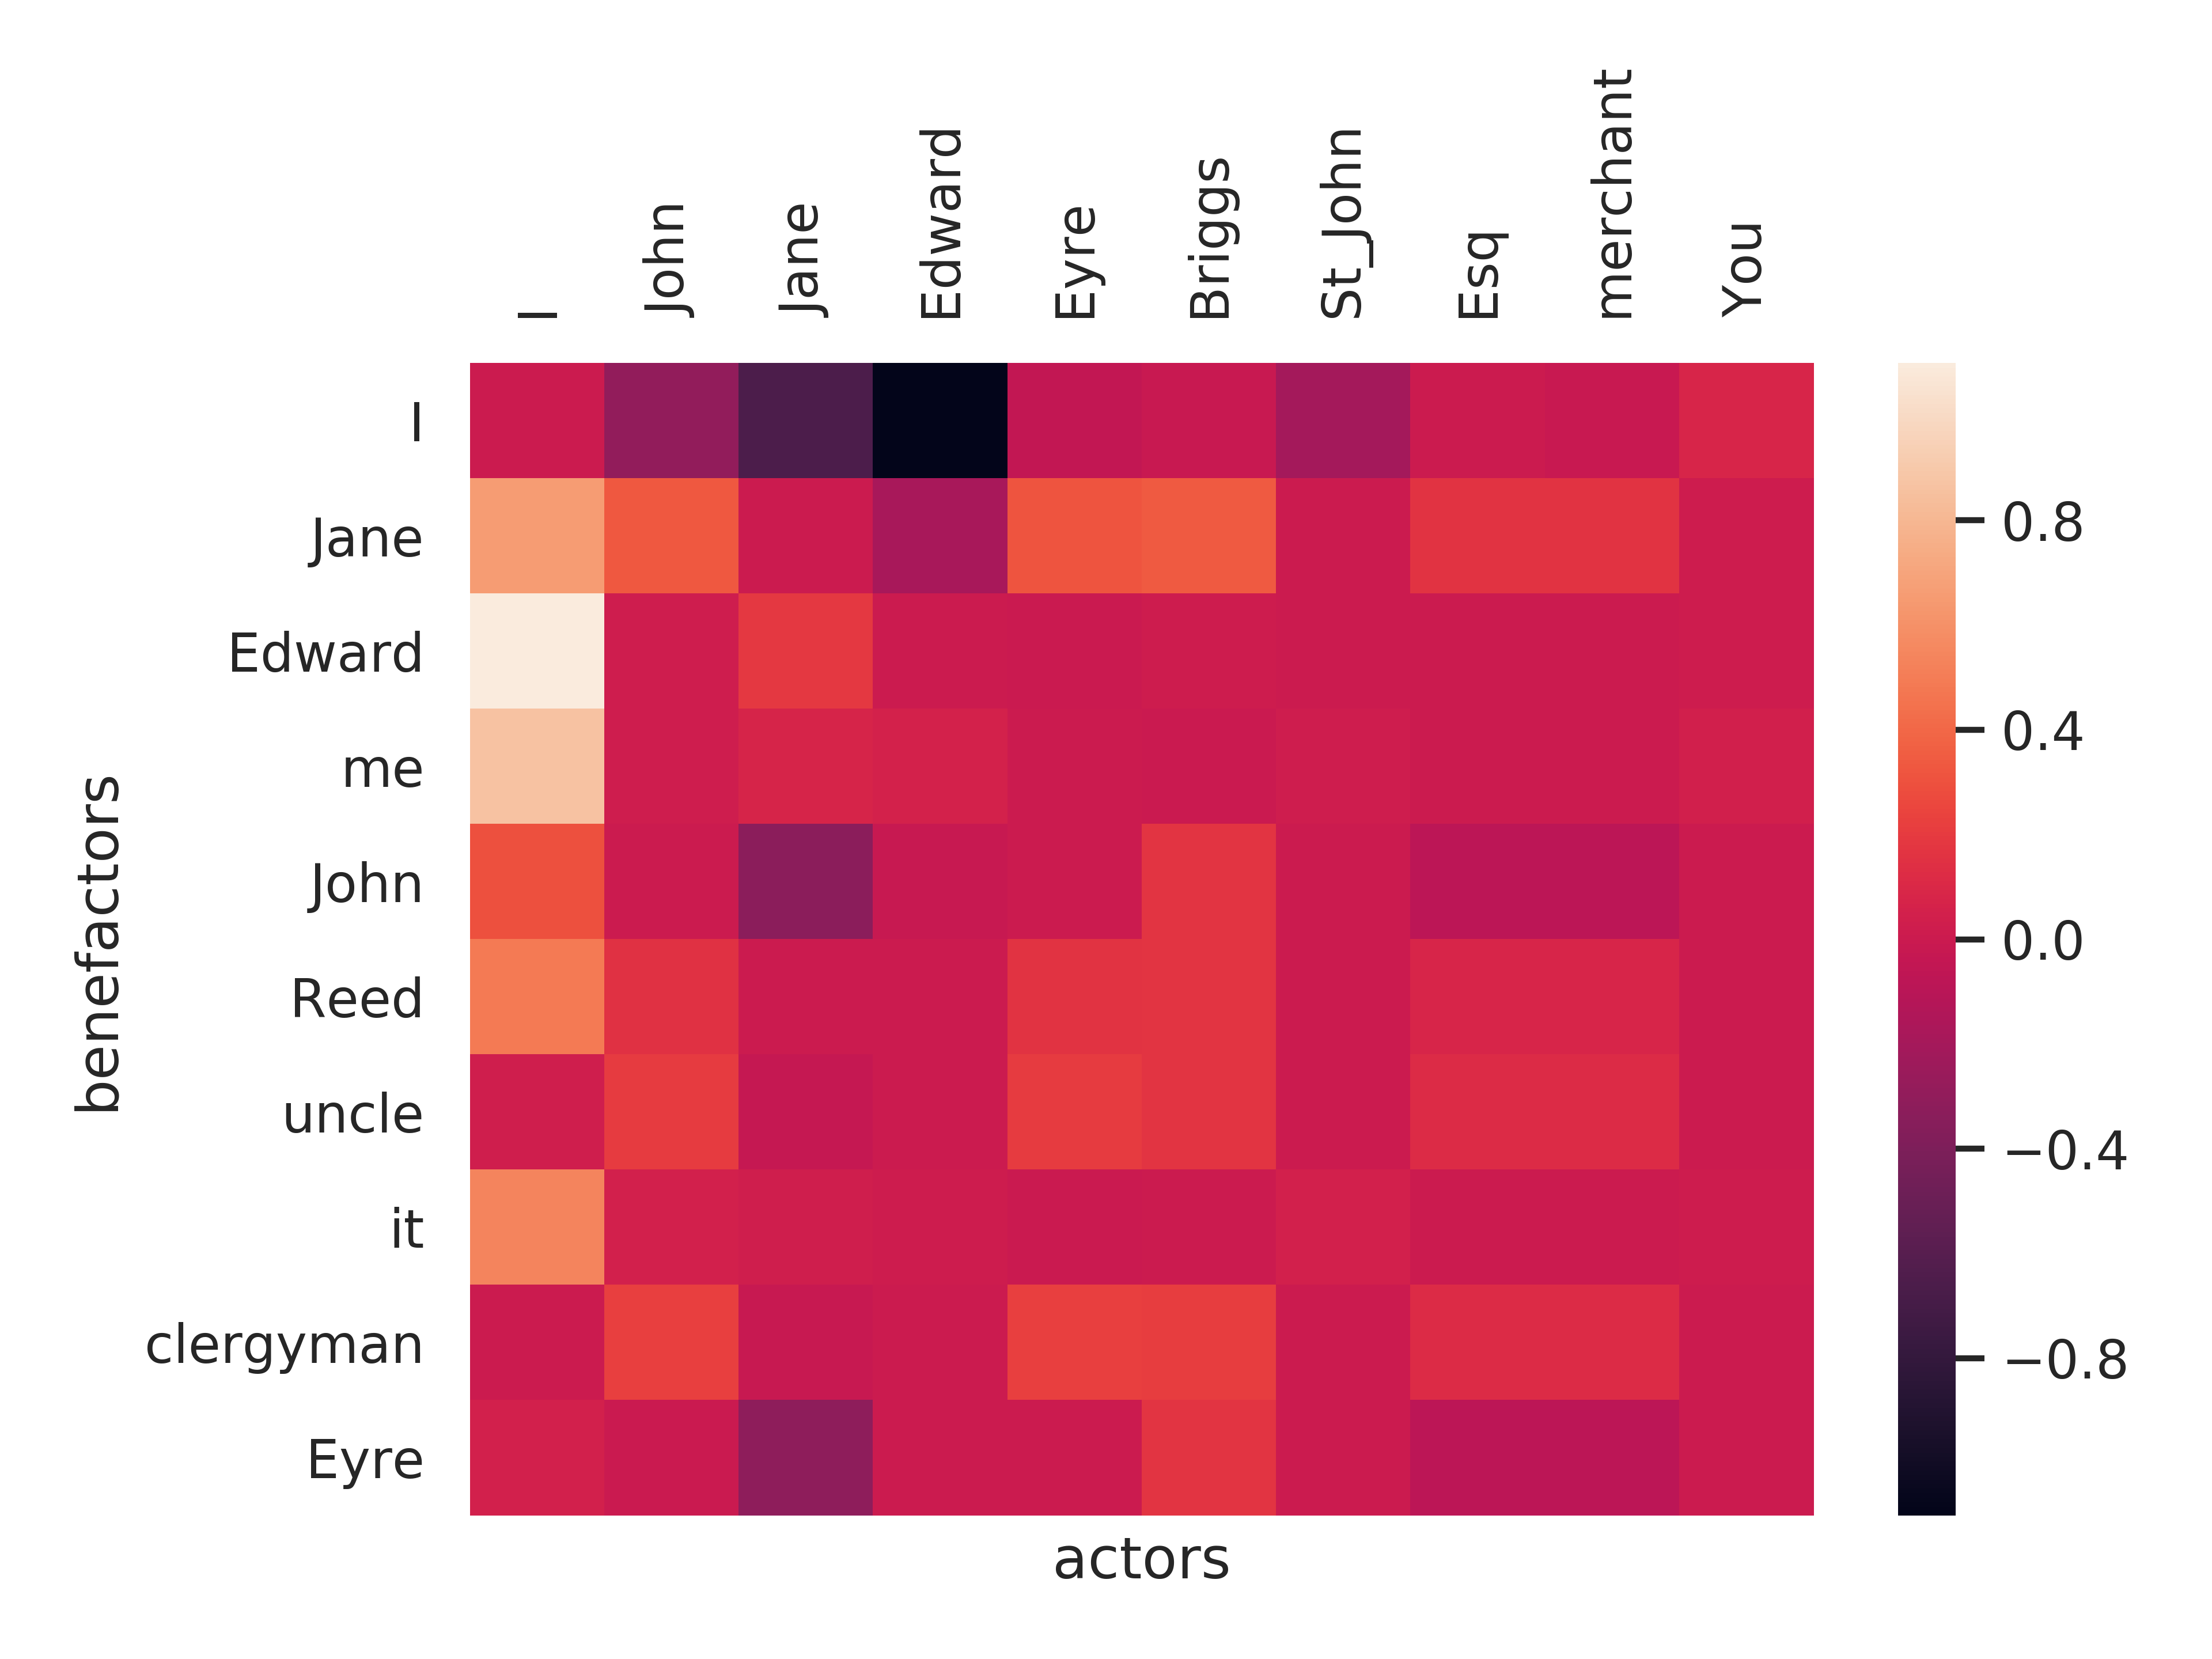 I
John
Jane
Edward
Eyre
Briggs
St_John
Esq
merchant
You
I
Jane
Edward
me
John
Reed
uncle
it
clergyman
Eyre
benefactors
actors
0.8
0.4
0.0
−0.4
−0.8